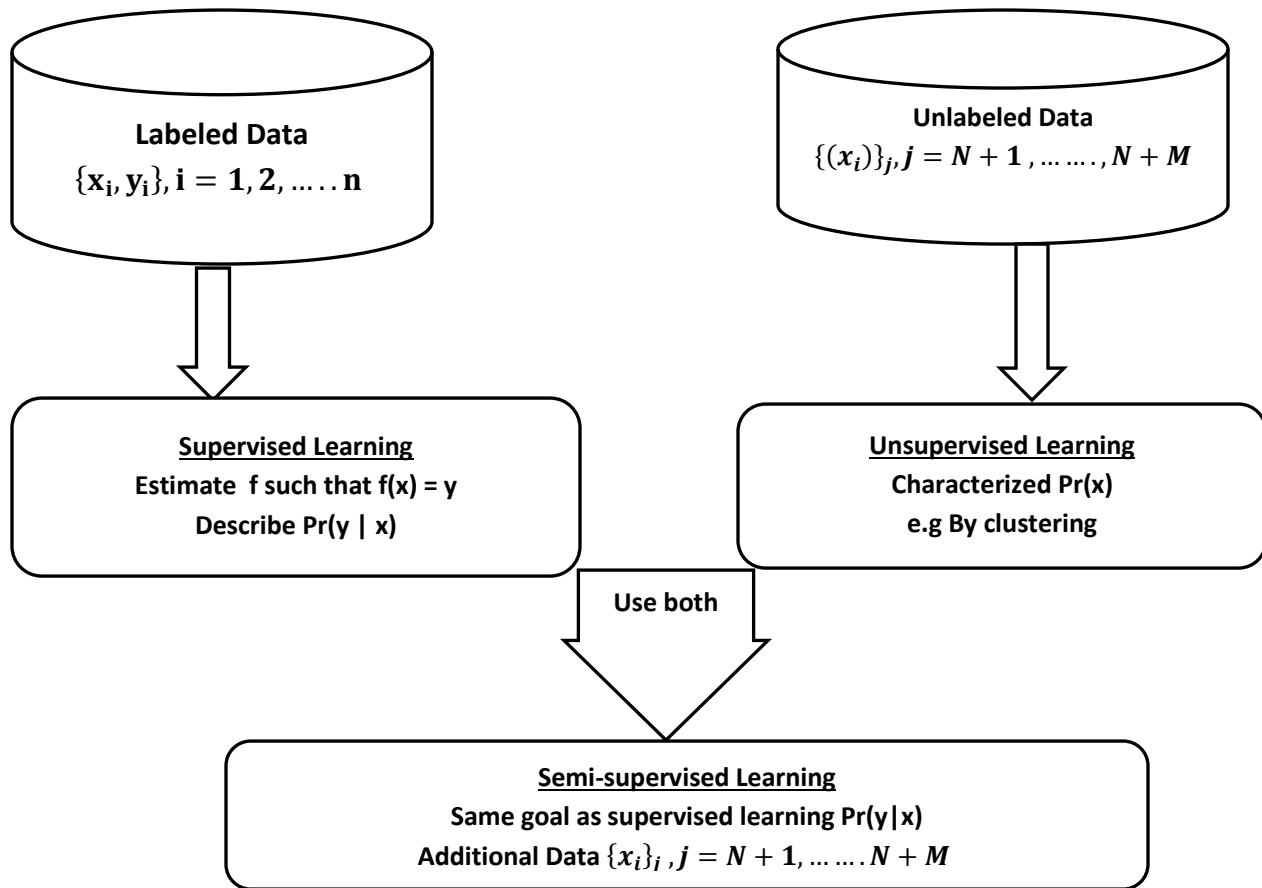 Labeled Data
{xᵢ, yᵢ}, i = 1, 2, ... .. n
Unlabeled Data
{(xᵢ)}ⱼ, j = N + 1 , ... ... ., N + M
Supervised Learning
Estimate f such that f(x) = y
Describe Pr(y | x)
Unsupervised Learning
Characterized Pr(x)
e.g By clustering
Use both
Semi-supervised Learning
Same goal as supervised learning Pr(y|x)
Additional Data {xᵢ}ⱼ , j = N + 1, ... ... . N + M